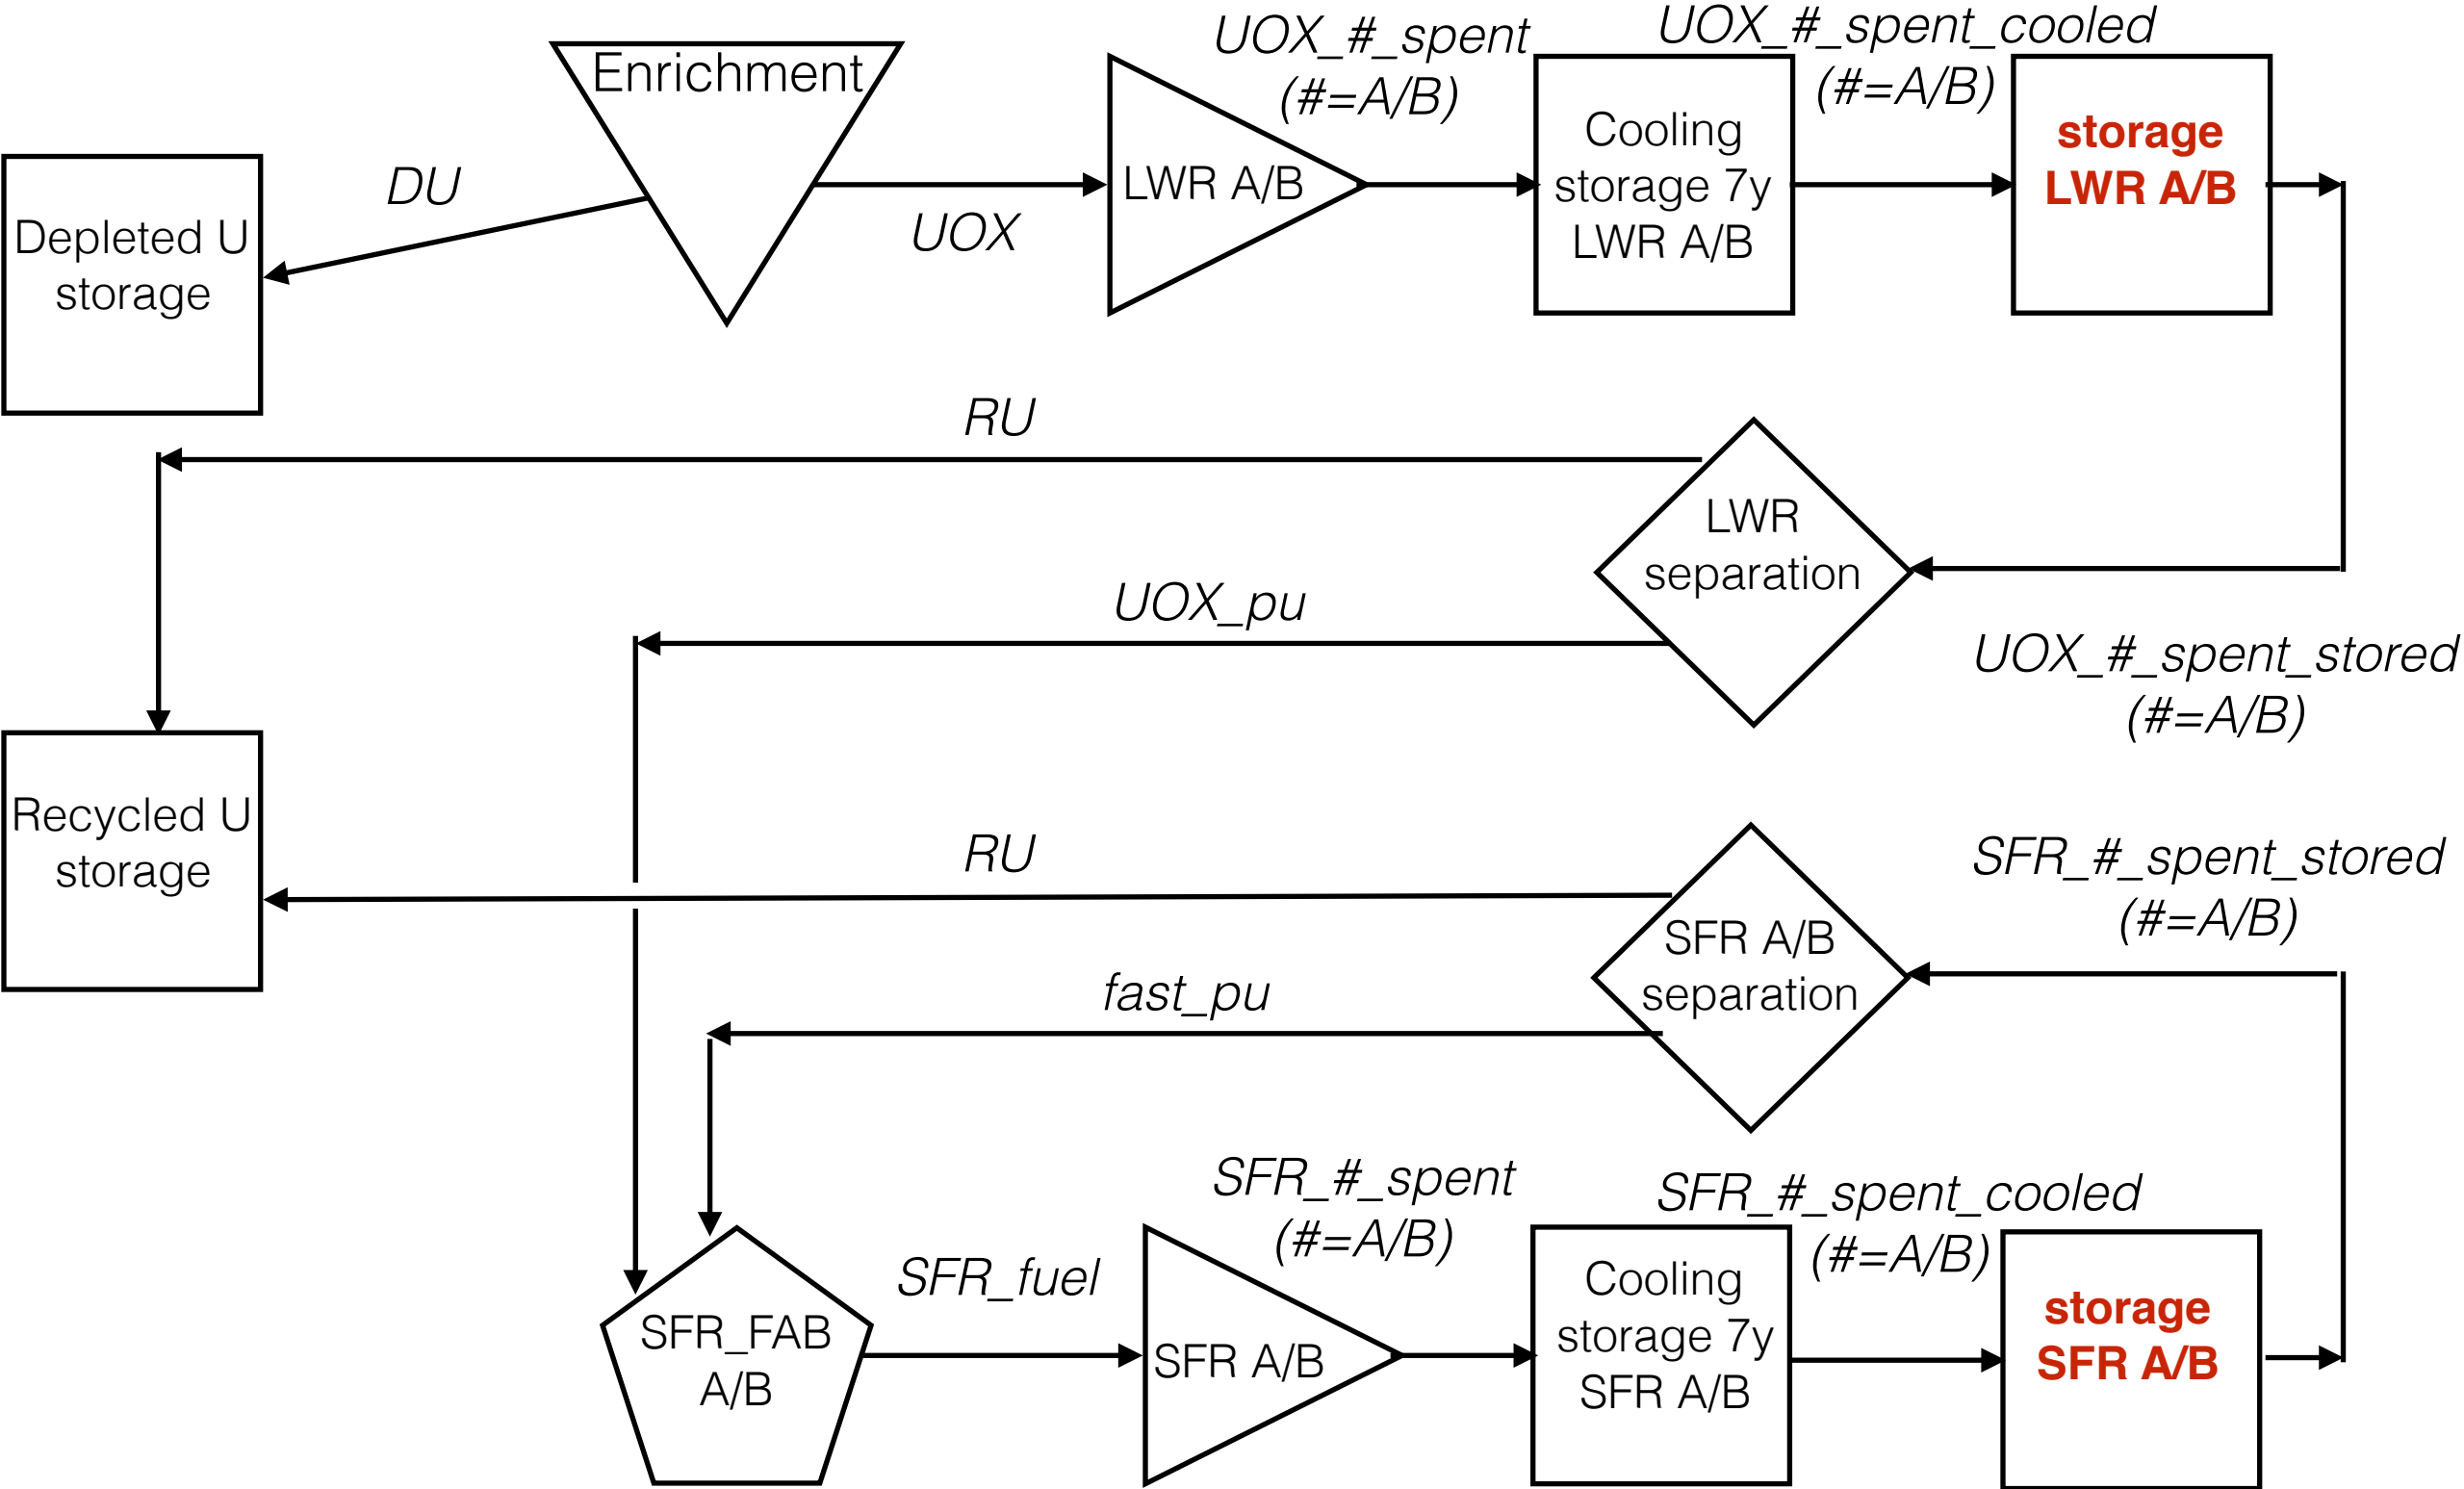 UOX_#_spent
(#=A/B)
UOX_#_spent_cooled
(#=A/B)
Enrichment
DU
Depleted U
storage
UOX
LWR A/B
Cooling
storage 7y
LWR A/B
storage
LWR A/B
RU
LWR
separation
UOX_pu
UOX_#_spent_stored
(#=A/B)
Recycled U
storage
RU
SFR A/B
separation
SFR_#_spent_stored
(#=A/B)
fast_pu
SFR_#_spent
(#=A/B)
SFR_#_spent_cooled
(#=A/B)
SFR_FAB
A/B
SFR_fuel
SFR A/B
Cooling
storage 7y
SFR A/B
storage
SFR A/B